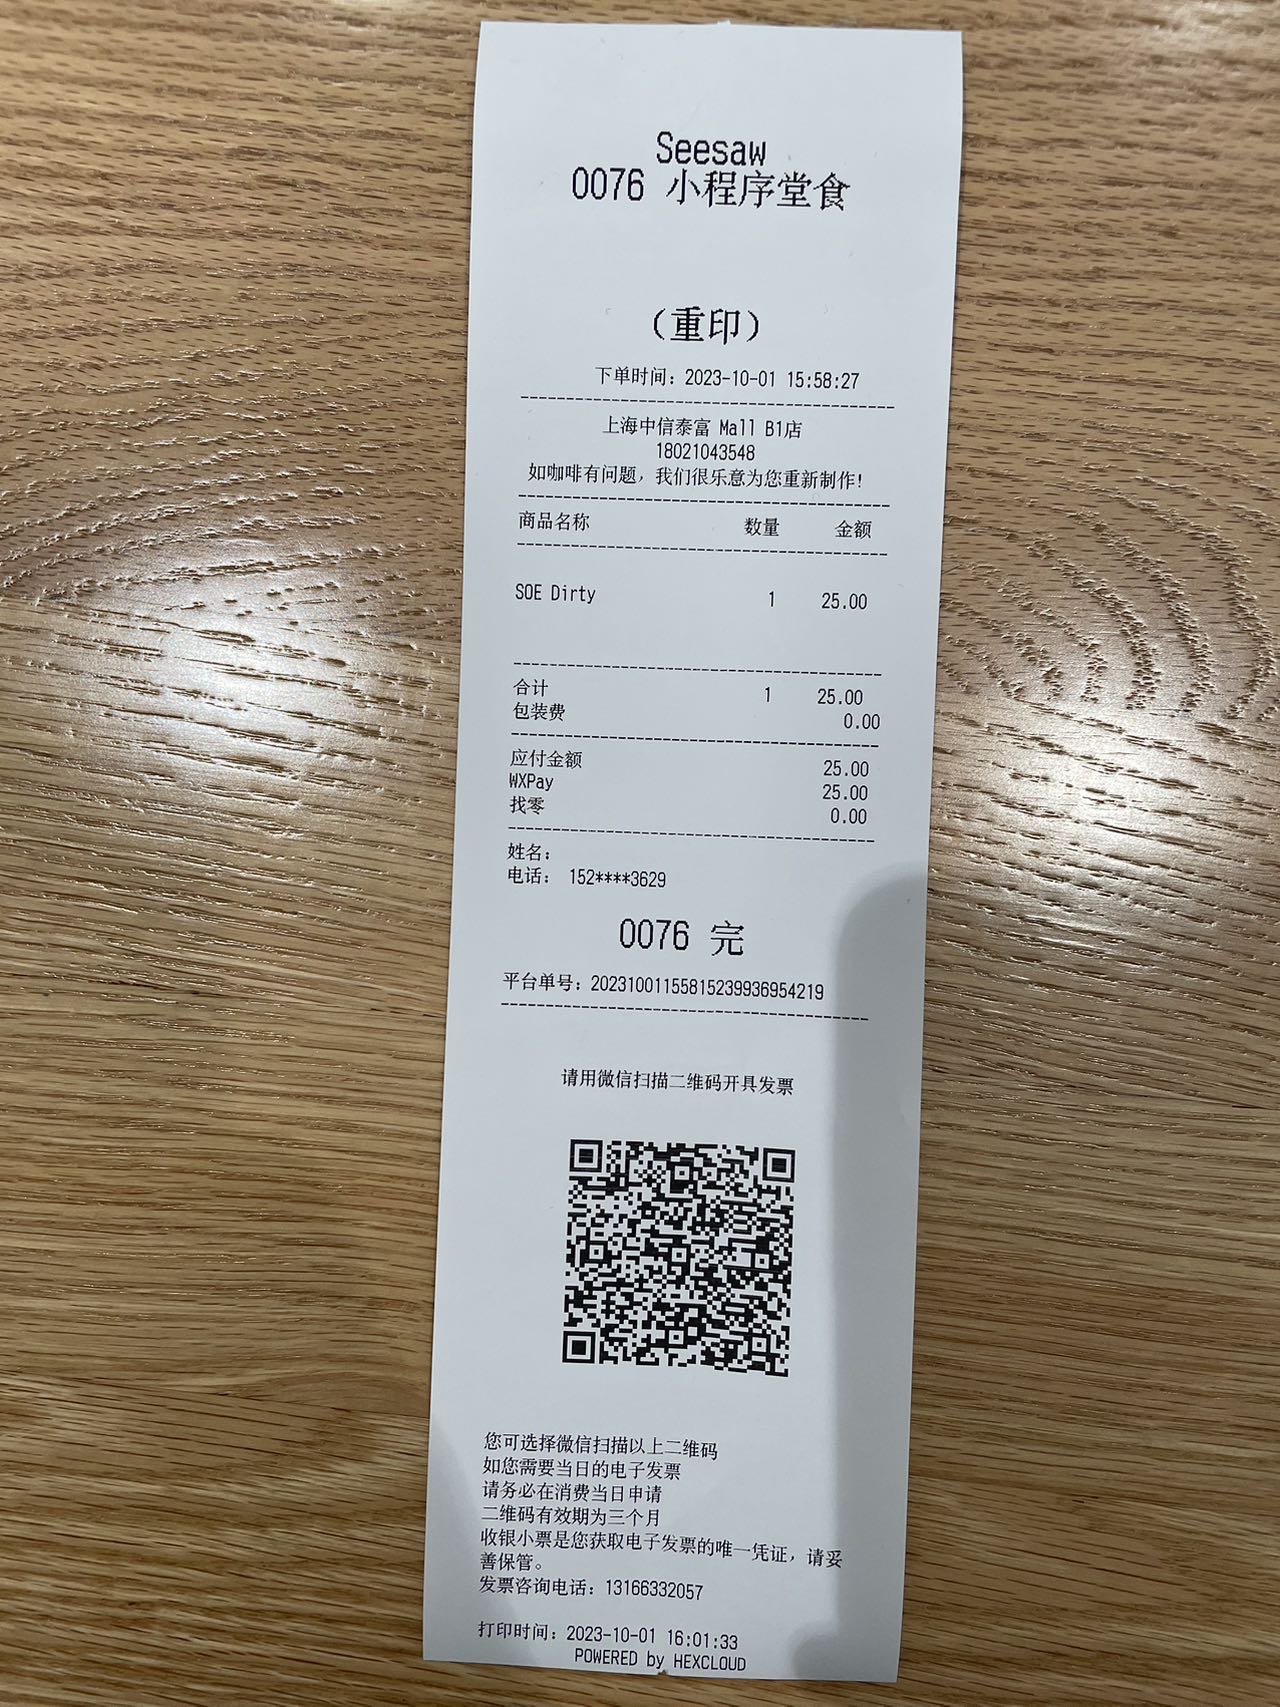 Seesaw
0076 小程序堂食
（重印）
下单时间：2023-10-01 15:58:27
上海中信泰富 Mall B1店
18021043548
如咖啡有问题，我们很乐意为您重新制作！
商品名称 数量 金额
SOE Dirty 1 25.00
合计 1 25.00
包装费 0.00
应付金额 25.00
WXPay 25.00
找零 0.00
姓名：
电话： 152****3629
0076 完
平台单号：20231001155815239936954219
请用微信扫描二维码开具发票
您可选择微信扫描以上二维码
如您需要当日的电子发票
请务必在消费当日申请
二维码有效期为三个月
收银小票是您获取电子发票的唯一凭证，请妥
善保管。
发票咨询电话：13166332057
打印时间：2023-10-01 16:01:33
POWERED by HEXCLOUD